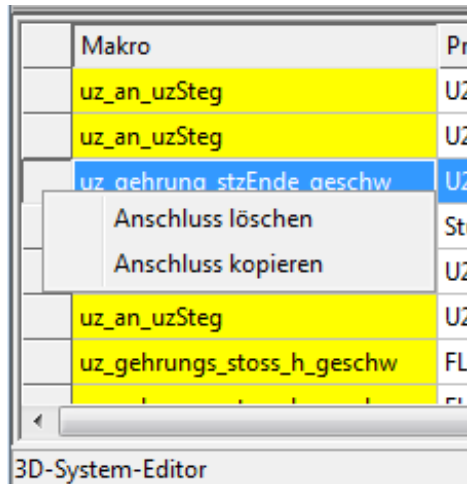 Makro Pr
uz_an_uzSteg UZ
uz_an_uzSteg UZ
uz_gehrung_stzEnde_geschw UZ
Anschluss löschen St
Anschluss kopieren UZ
uz_an_uzSteg UZ
uz_gehrungs_stoss_h_geschw FL
3D-System-Editor